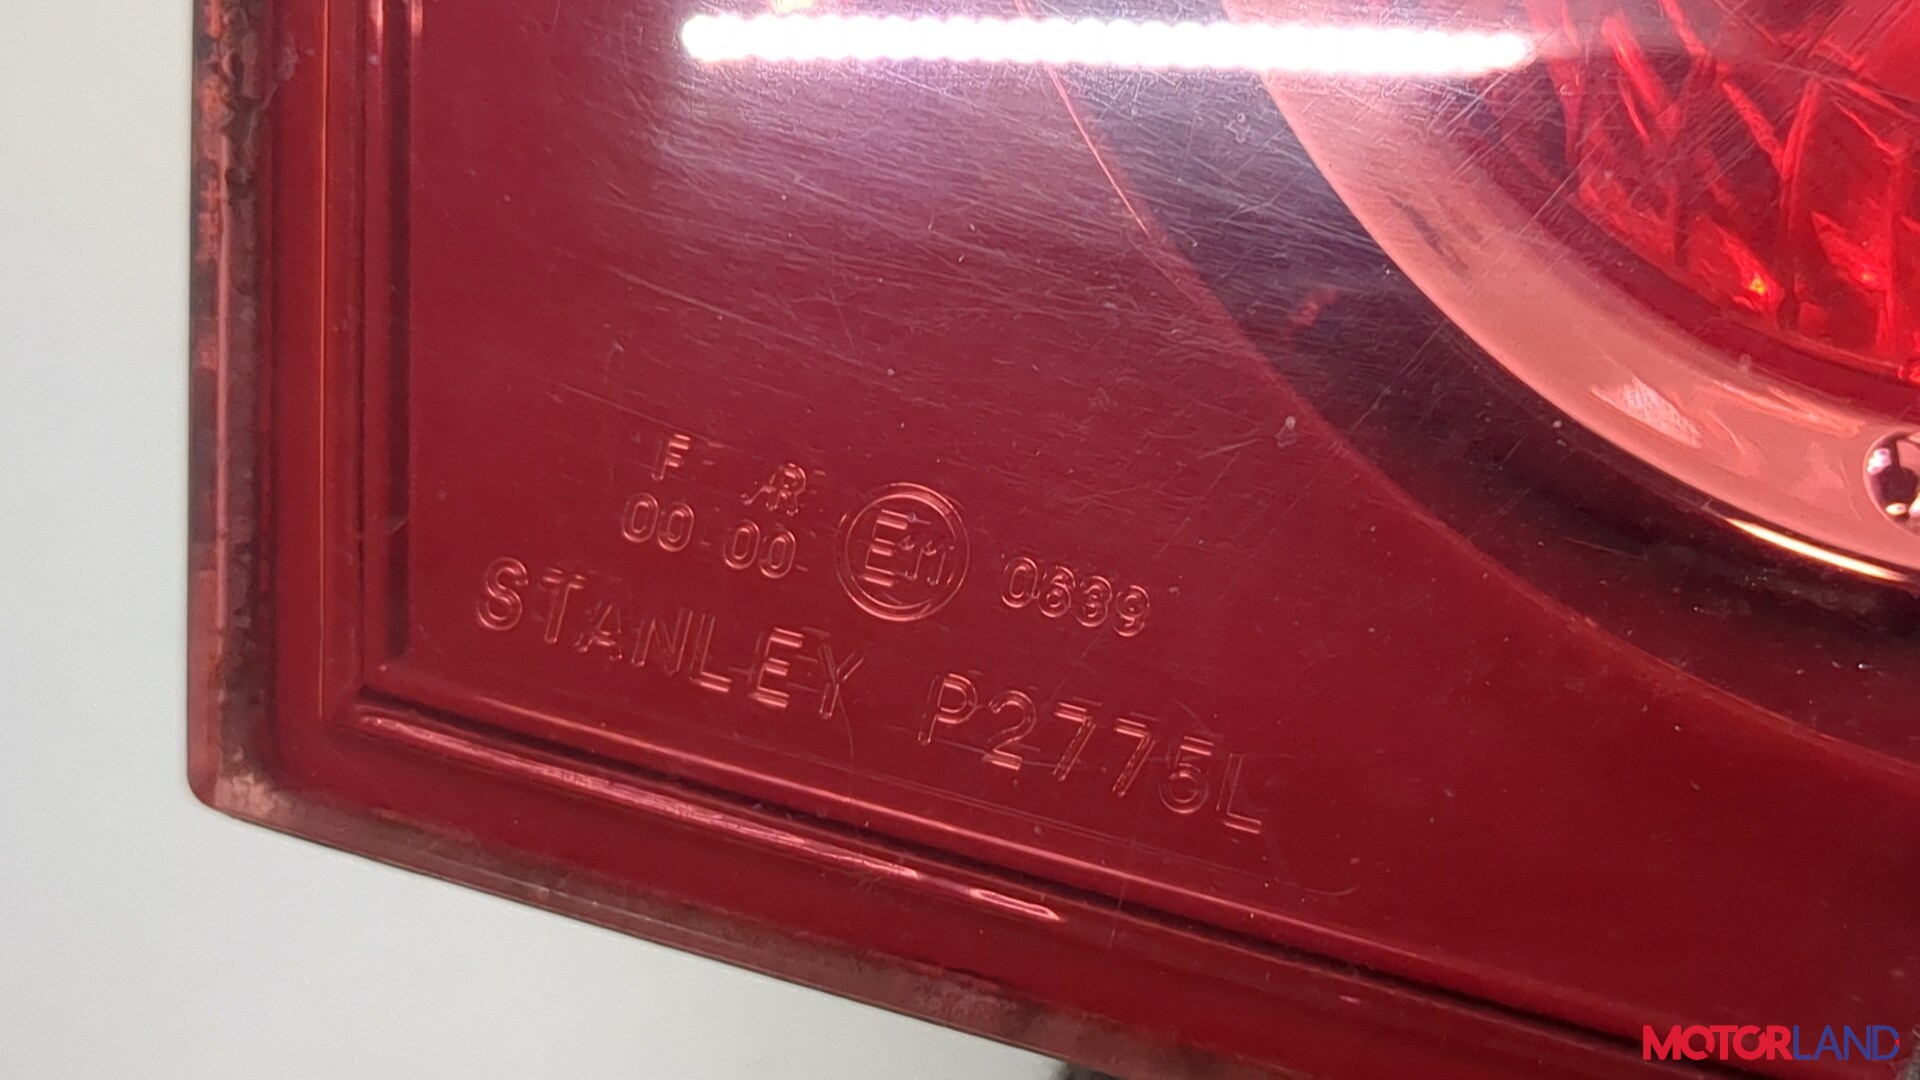 F AR
00 00 E11 0639
STANLEY P2775L
MOTORLAND